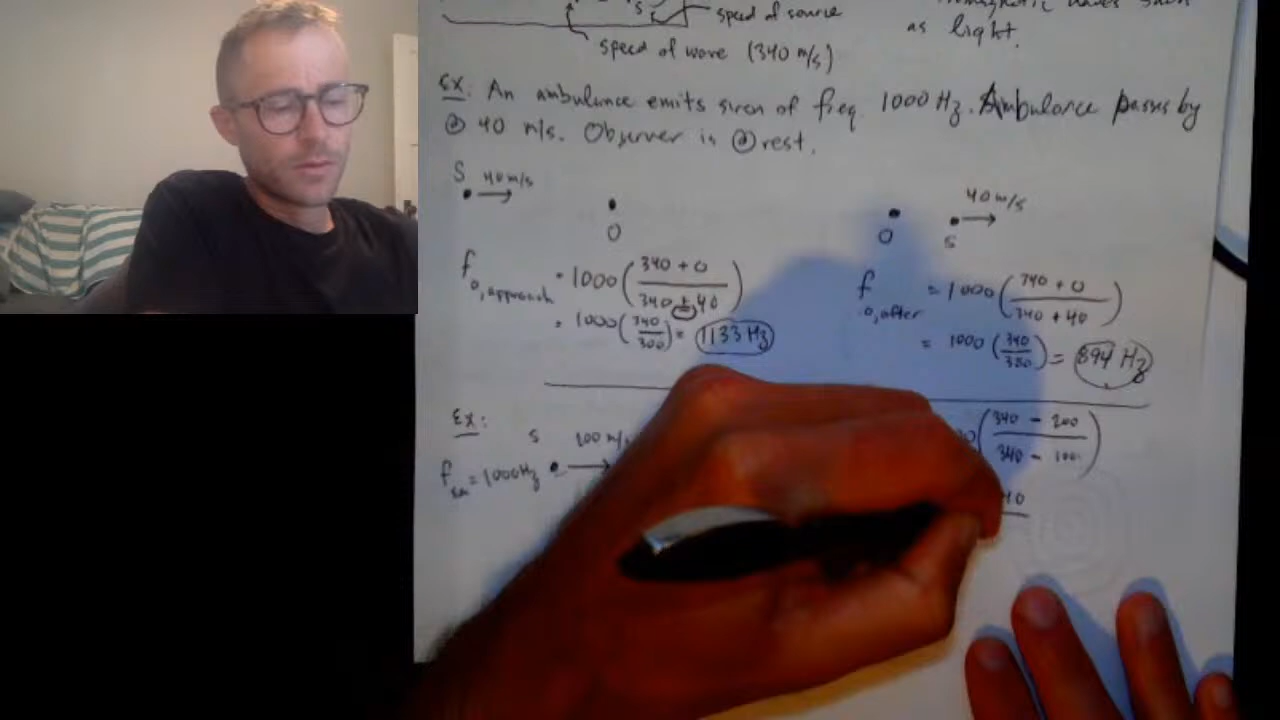 speed of source
as light.
speed of wave (340 m/s)
Ex: An ambulance emits siren of freq. 1000 Hz. Ambulance passes by
@ 40 m/s. Observer is @ rest.
S 40 m/s
O
40 m/s
O S
f o, approach = 1000 (340 + 0 / 340 - 40)
= 1000 (340/300) = 1133 Hz
f o, after = 1000 (340 + 0 / 340 + 40)
= 1000 (340/380) = 894 Hz
Ex:
S 100 m/s
f = 1000 Hz
(340 - 200 / 340 - 100)